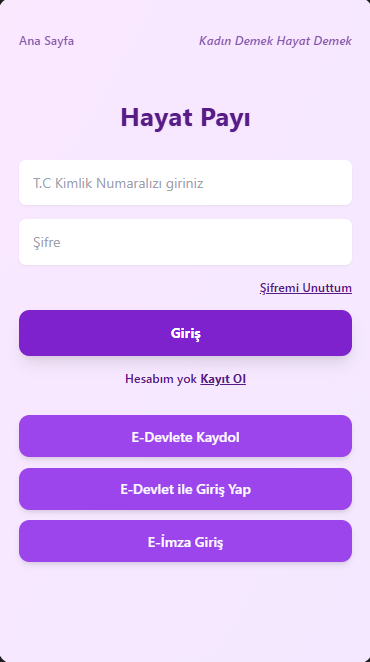 Ana Sayfa
Kadın Demek Hayat Demek
Hayat Payı
T.C Kimlik Numaralızı giriniz
Şifre
Şifremi Unuttum
Giriş
Hesabım yok Kayıt Ol
E-Devlete Kaydol
E-Devlet ile Giriş Yap
E-İmza Giriş